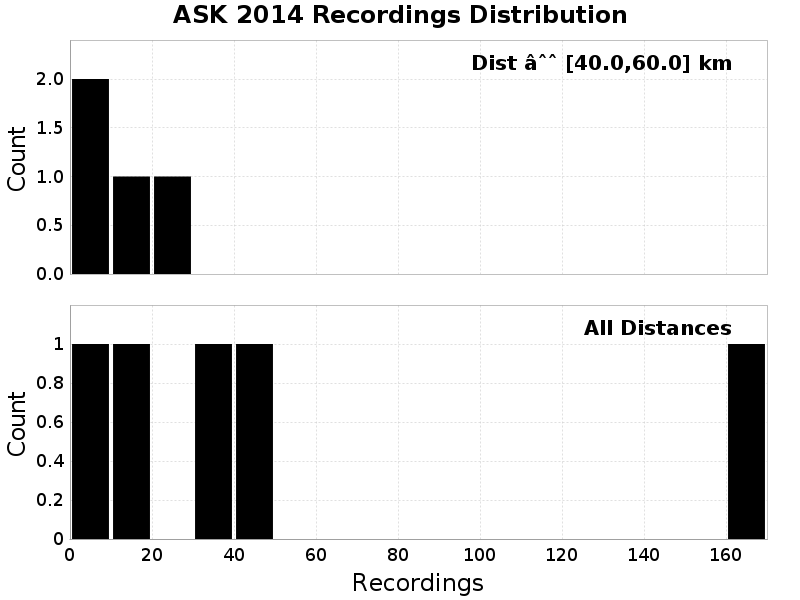 ASK 2014 Recordings Distribution
Dist âˆˆ [40.0,60.0] km
2.0
1.5
1.0
0.5
0.0
Count
All Distances
1
0.8
0.6
0.4
0.2
0
Count
0 20 40 60 80 100 120 140 160
Recordings